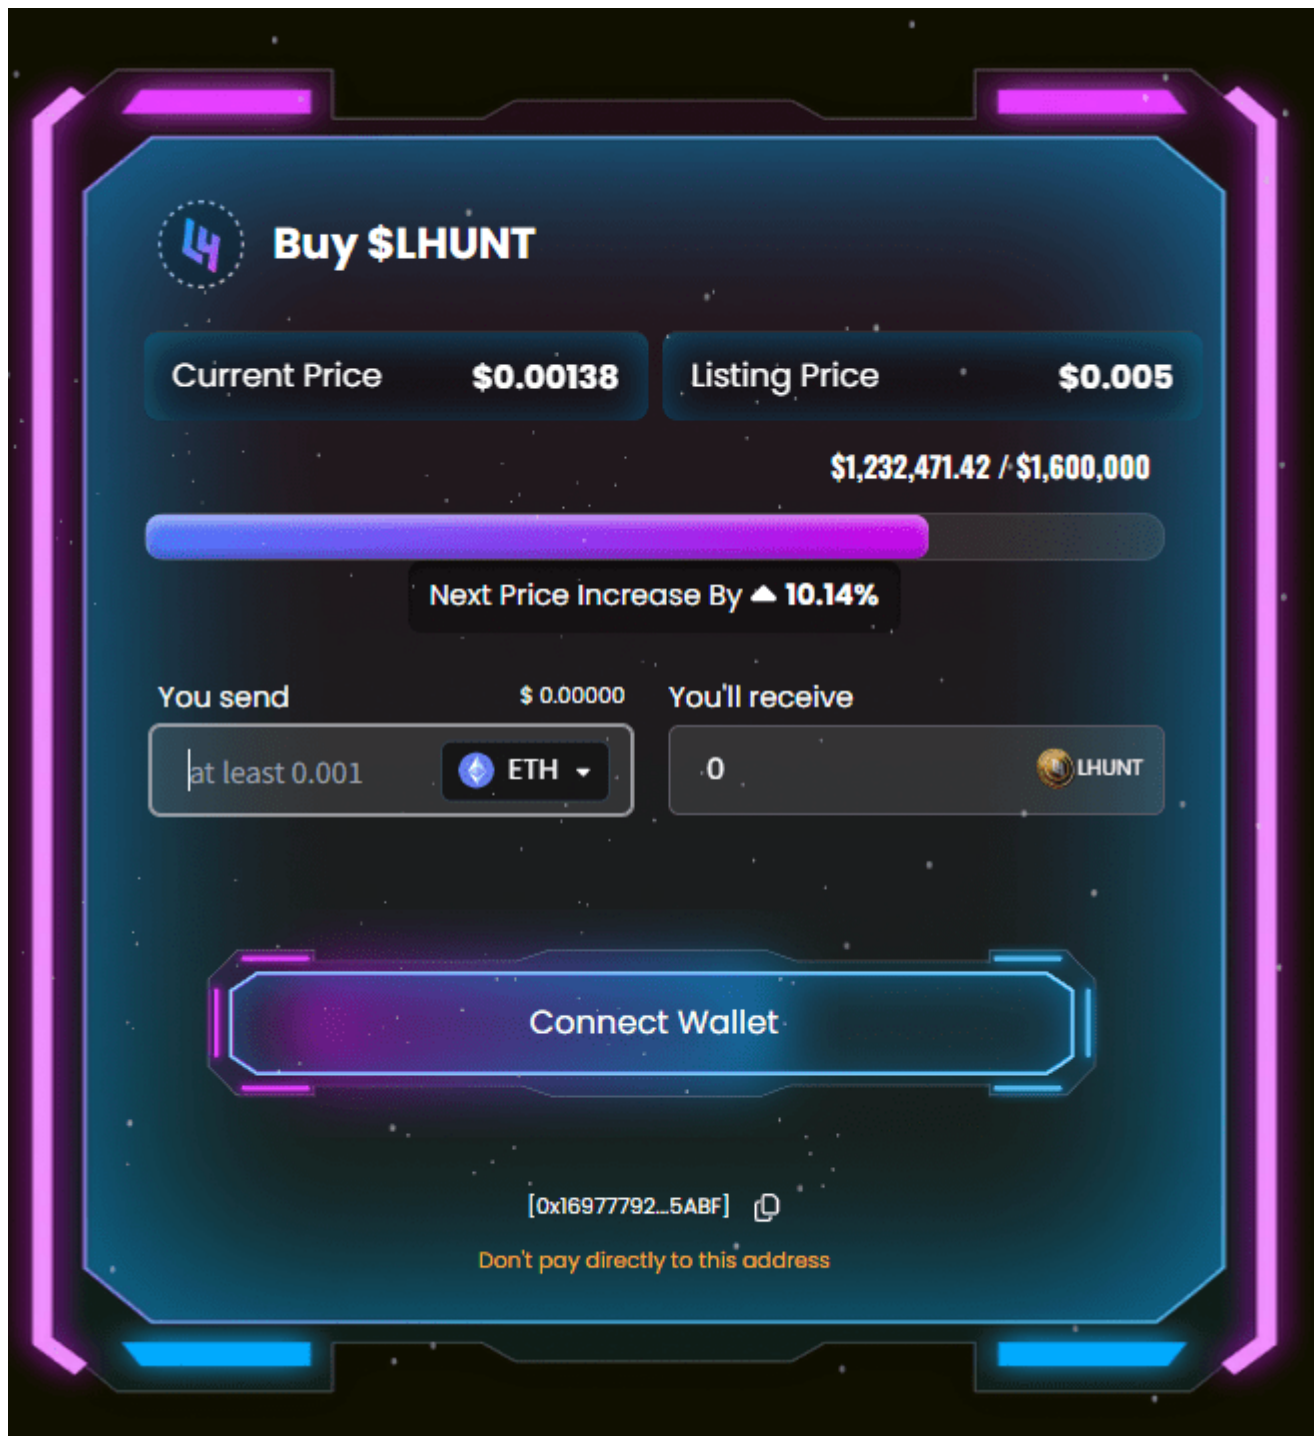 Buy $LHUNT
Current Price $0.00138 Listing Price $0.005
$1,232,471.42 / $1,600,000
Next Price Increase By 10.14%
You send $ 0.00000 You'll receive
at least 0.001 ETH 0 LHUNT
Connect Wallet
[0x16977792...5ABF]
Don't pay directly to this address